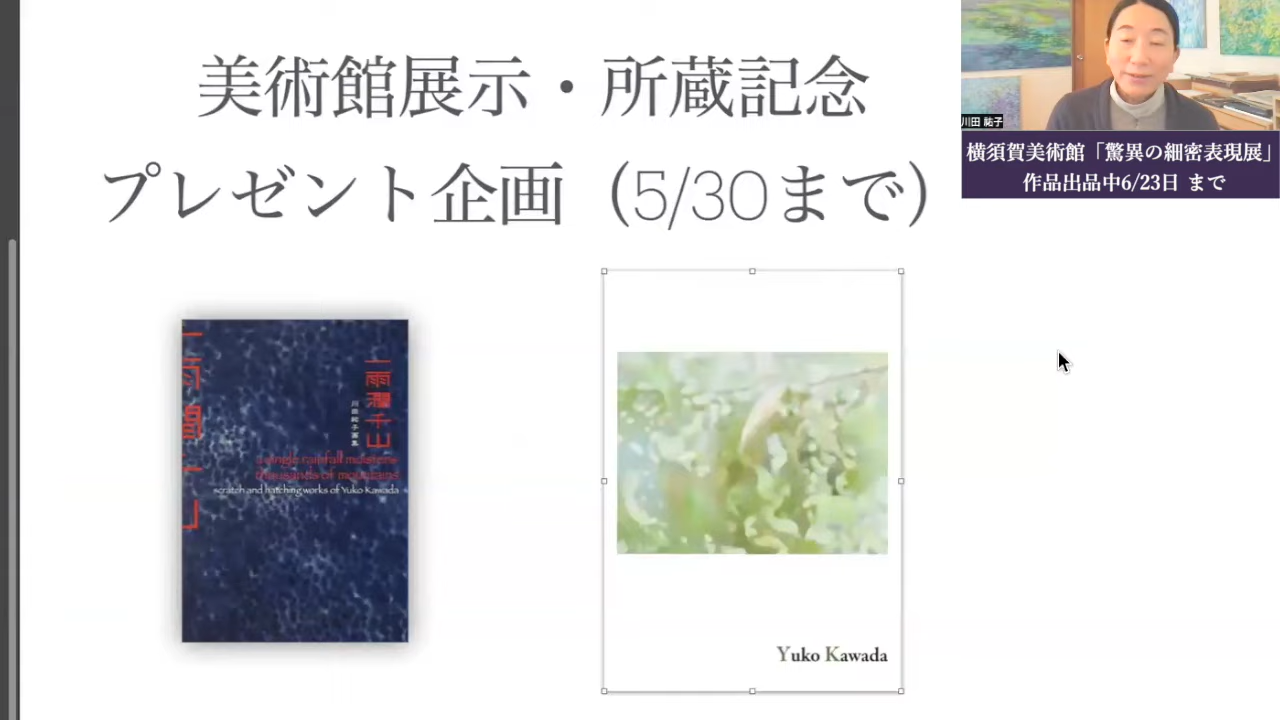 美術館展示・所蔵記念
プレゼント企画（5/30まで）
川田 祐子
横須賀美術館「驚異の細密表現展」
作品出品中6/23日 まで
一雨潤千山
川田祐子画集
a single rainfall moistens
thousands of mountains
scratch and hatching works of Yuko Kawada
Yuko Kawada